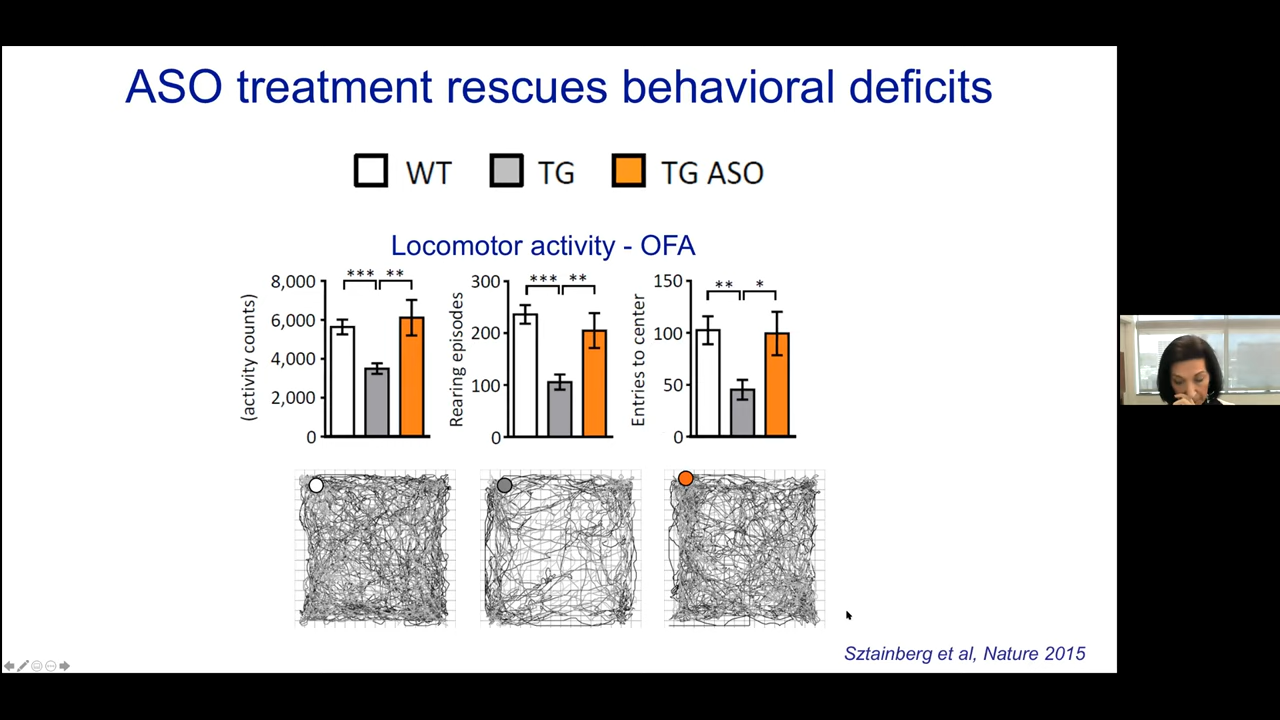 ASO treatment rescues behavioral deficits
WT TG TG ASO
Locomotor activity - OFA
(activity counts)
8,000
6,000
4,000
2,000
0
*** **
Rearing episodes
300
200
100
0
*** **
Entries to center
150
100
50
0
** *
Sztainberg et al, Nature 2015